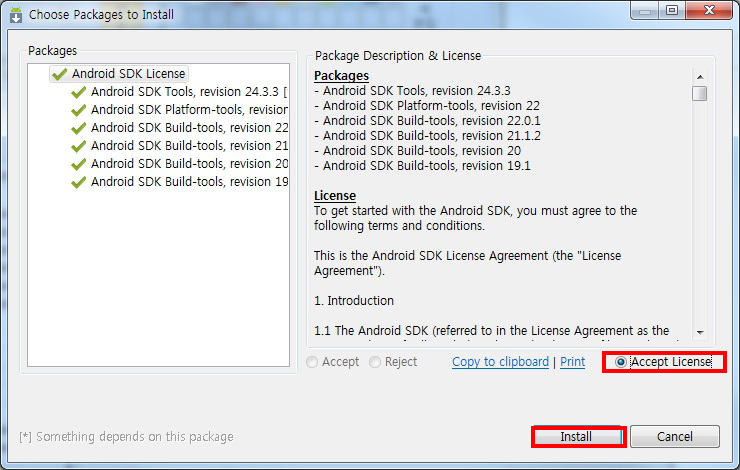 Choose Packages to Install
Packages
Android SDK License
Android SDK Tools, revision 24.3.3 [
Android SDK Platform-tools, revision
Android SDK Build-tools, revision 22
Android SDK Build-tools, revision 21
Android SDK Build-tools, revision 20
Android SDK Build-tools, revision 19
Package Description & License
Packages
- Android SDK Tools, revision 24.3.3
- Android SDK Platform-tools, revision 22
- Android SDK Build-tools, revision 22.0.1
- Android SDK Build-tools, revision 21.1.2
- Android SDK Build-tools, revision 20
- Android SDK Build-tools, revision 19.1
License
To get started with the Android SDK, you must agree to the
following terms and conditions.
This is the Android SDK License Agreement (the "License
Agreement").
1. Introduction
1.1 The Android SDK (referred to in the License Agreement as the
Accept Reject Copy to clipboard | Print Accept License
[*] Something depends on this package
Install Cancel